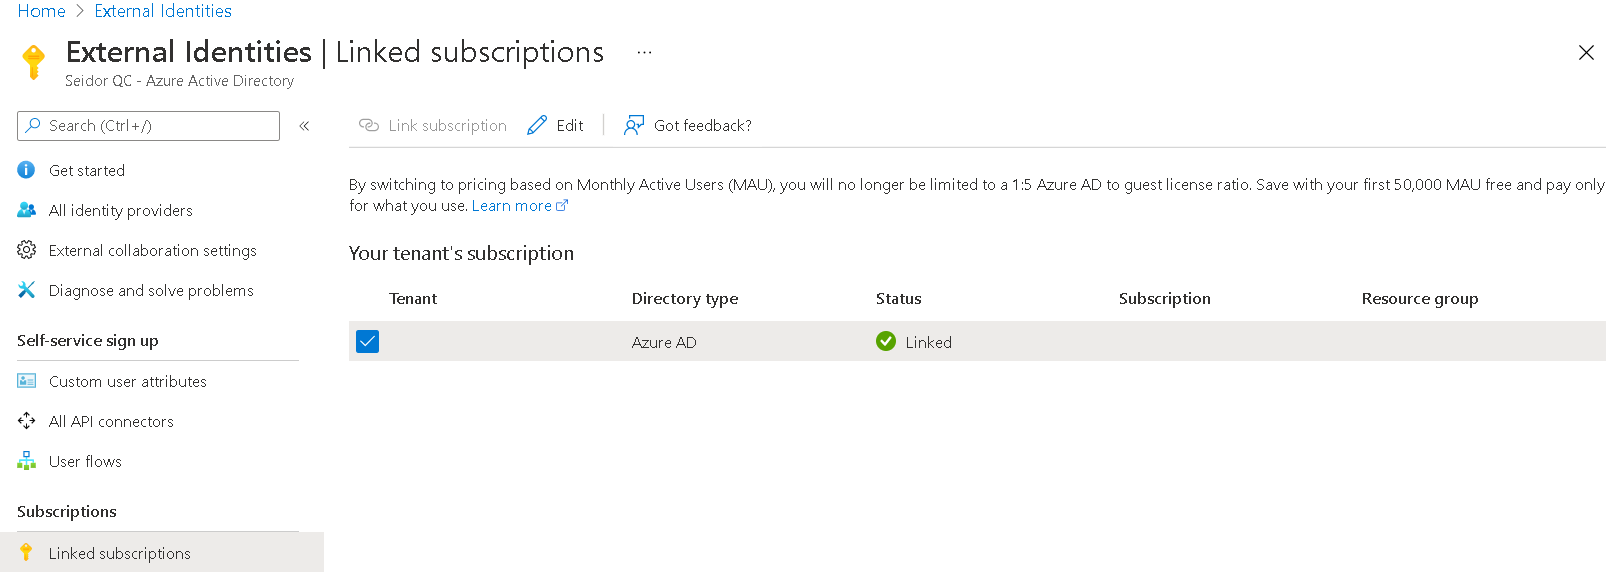 Home > External Identities
External Identities | Linked subscriptions ...
Seidor QC - Azure Active Directory
Search (Ctrl+/)
«
Get started
All identity providers
External collaboration settings
Diagnose and solve problems
Self-service sign up
Custom user attributes
All API connectors
User flows
Subscriptions
Linked subscriptions
Link subscription Edit Got feedback?
By switching to pricing based on Monthly Active Users (MAU), you will no longer be limited to a 1:5 Azure AD to guest license ratio. Save with your first 50,000 MAU free and pay only
for what you use. Learn more
Your tenant's subscription
Tenant Directory type Status Subscription Resource group
Azure AD Linked